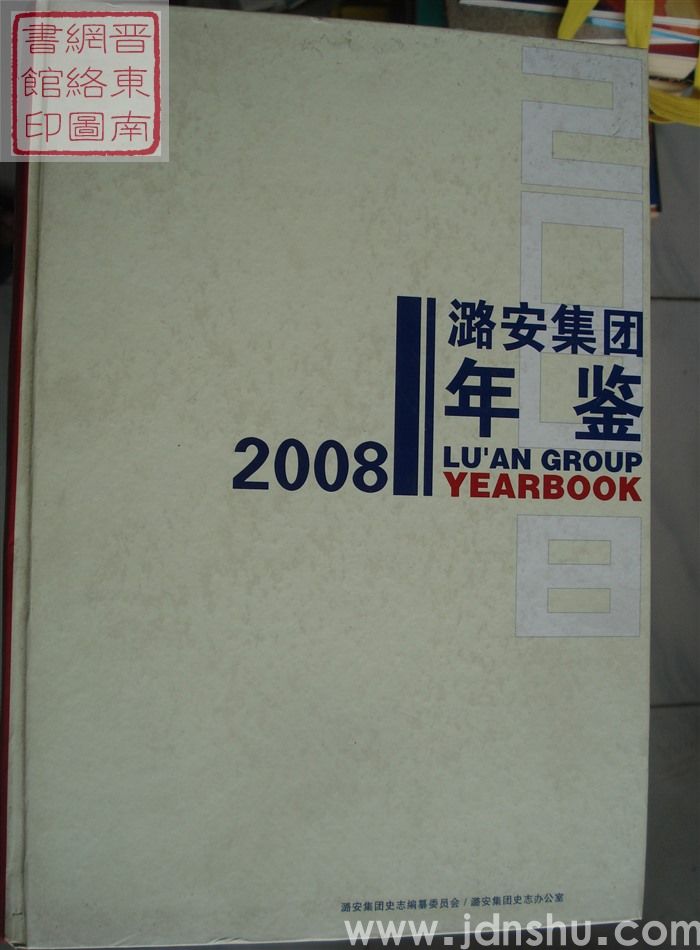 晋东南
網絡圖
書館印
潞安集团
年鉴
2008
LU'AN GROUP
YEARBOOK
2008
潞安集团史志编纂委员会 / 潞安集团史志办公室
www.jdnshu.com